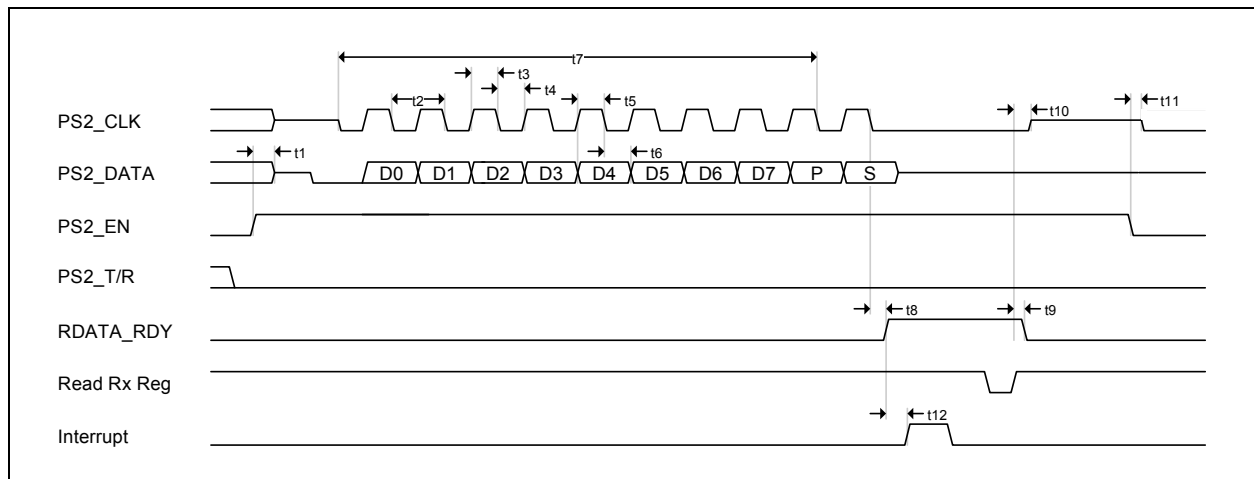 t7
t3
t4
t2
t5
PS2_CLK
t10
t11
t1
t6
PS2_DATA
D0 D1 D2 D3 D4 D5 D6 D7 P S
PS2_EN
PS2_T/R
t8
t9
RDATA_RDY
Read Rx Reg
t12
Interrupt